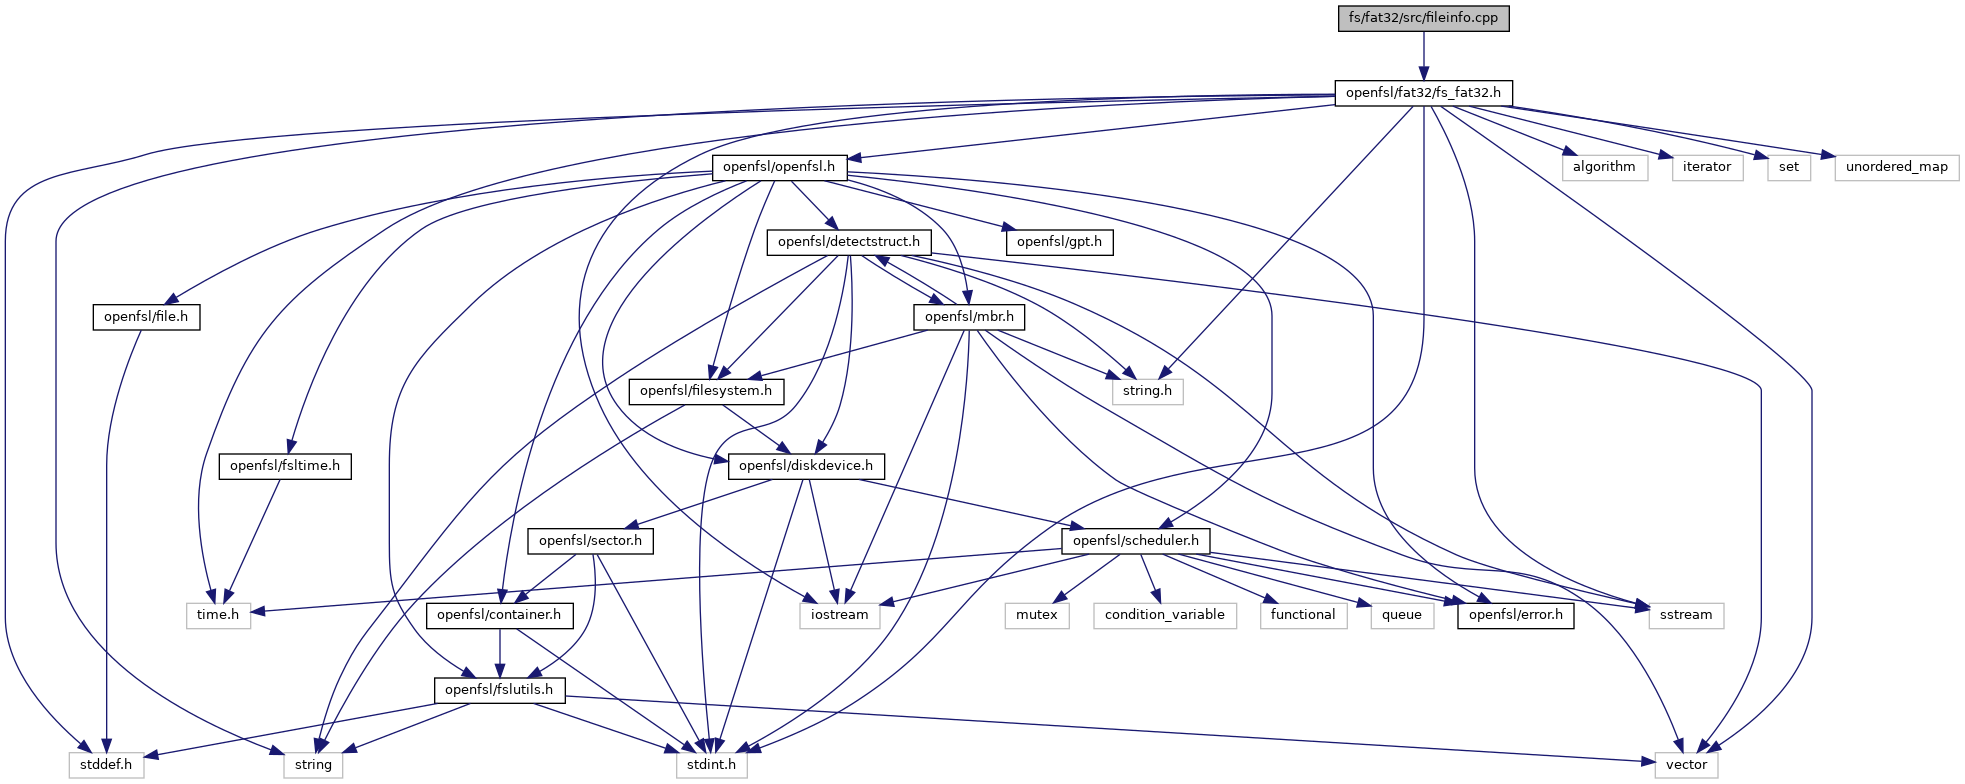 fs/fat32/src/fileinfo.cpp
openfsl/fat32/fs_fat32.h
openfsl/openfsl.h
algorithm
iterator
set
unordered_map
openfsl/detectstruct.h
openfsl/gpt.h
openfsl/file.h
openfsl/mbr.h
openfsl/filesystem.h
string.h
openfsl/fsltime.h
openfsl/diskdevice.h
openfsl/sector.h
openfsl/scheduler.h
time.h
openfsl/container.h
iostream
mutex
condition_variable
functional
queue
openfsl/error.h
sstream
openfsl/fslutils.h
stddef.h
string
stdint.h
vector